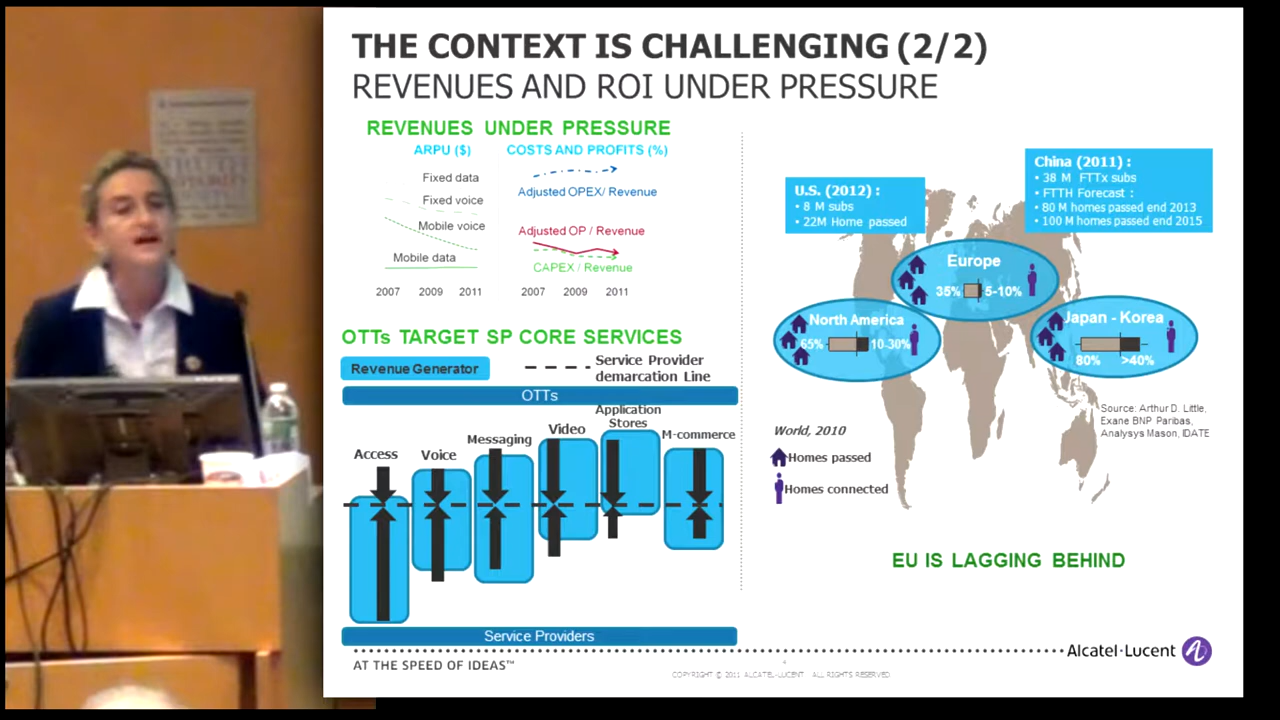 THE CONTEXT IS CHALLENGING (2/2)
REVENUES AND ROI UNDER PRESSURE
REVENUES UNDER PRESSURE
ARPU ($)
Fixed data
Fixed voice
Mobile voice
Mobile data
2007 2009 2011
COSTS AND PROFITS (%)
Adjusted OPEX/ Revenue
Adjusted OP / Revenue
CAPEX / Revenue
2007 2009 2011
OTTs TARGET SP CORE SERVICES
Revenue Generator
Service Provider
demarcation Line
OTTs
Access
Voice
Messaging
Video
Application
Stores
M-commerce
Service Providers
U.S. (2012) :
• 8 M subs
• 22M Home passed
China (2011) :
• 38 M FTTx subs
• FTTH Forecast :
• 80 M homes passed end 2013
• 100 M homes passed end 2015
Europe
35% 5-10%
North America
65% 10-30%
Japan - Korea
80% >40%
Source: Arthur D. Little,
Exane BNP Paribas,
Analysys Mason, IDATE
World, 2010
Homes passed
Homes connected
EU IS LAGGING BEHIND
AT THE SPEED OF IDEAS™
COPYRIGHT © 2011 ALCATEL-LUCENT ALL RIGHTS RESERVED
Alcatel·Lucent